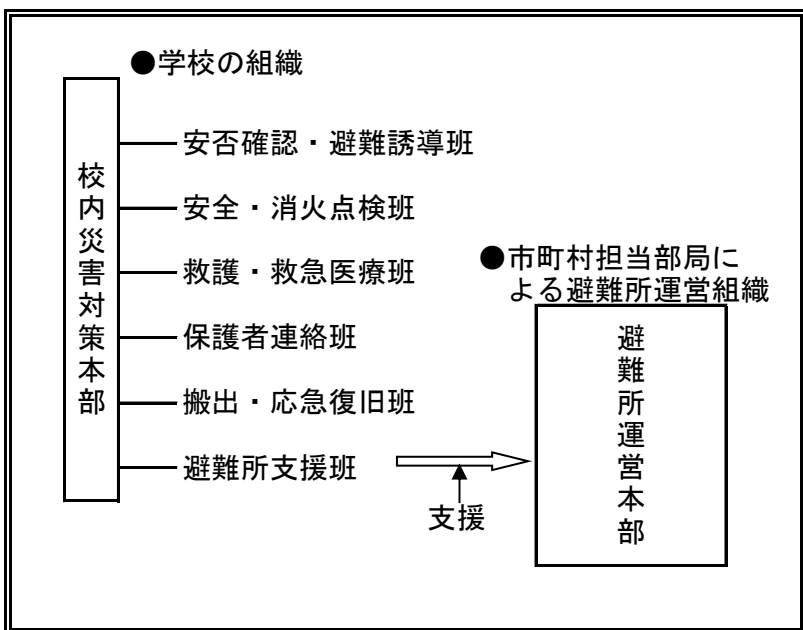 ●学校の組織
校内災害対策本部
安否確認・避難誘導班
安全・消火点検班
救護・救急医療班
保護者連絡班
搬出・応急復旧班
避難所支援班
支援
●市町村担当部局に
よる避難所運営組織
避難所運営本部